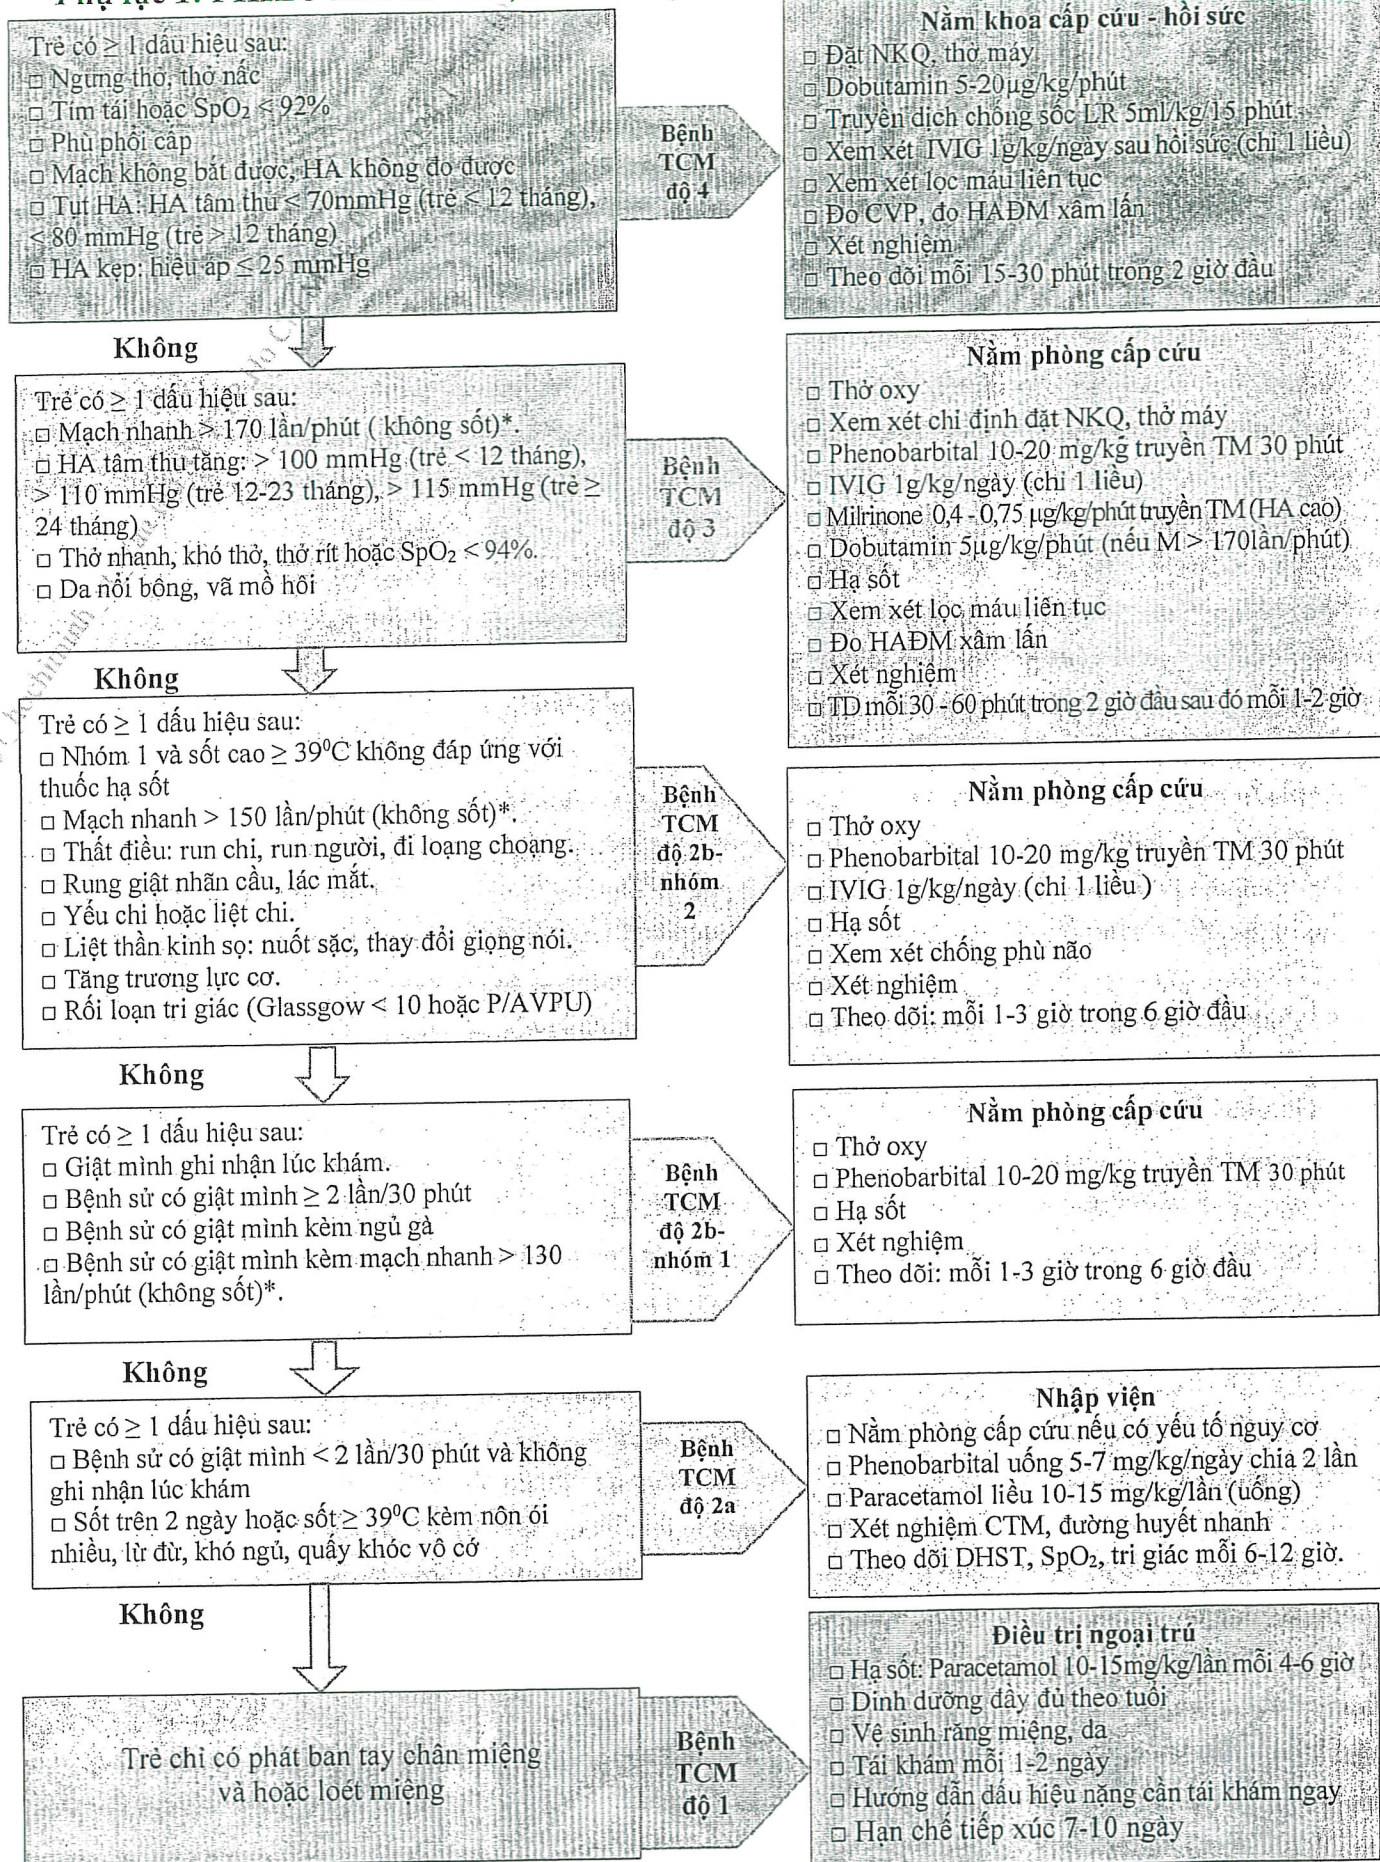 Phụ lục 1:
Trẻ có ≥ 1 dấu hiệu sau:
□ Ngưng thở, thở nấc
□ Tím tái hoặc SpO₂ < 92%
□ Phù phổi cấp
□ Mạch không bắt được, HA không đo được
□ Tụt HA: HA tâm thu < 70mmHg (trẻ < 12 tháng),
< 80 mmHg (trẻ > 12 tháng)
□ HA kẹp: hiệu áp ≤ 25 mmHg
Bệnh
TCM
độ 4
Nằm khoa cấp cứu - hồi sức
□ Đặt NKQ, thở máy
□ Dobutamin 5-20µg/kg/phút
□ Truyền dịch chống sốc LR 5ml/kg/15 phút
□ Xem xét IVIG 1g/kg/ngày sau hồi sức (chỉ 1 liều)
□ Xem xét lọc máu liên tục
□ Đo CVP, đo HAĐM xâm lấn
□ Xét nghiệm
□ Theo dõi mỗi 15-30 phút trong 2 giờ đầu
Không
Trẻ có ≥ 1 dấu hiệu sau:
□ Mạch nhanh > 170 lần/phút ( không sốt)*.
□ HA tâm thu tăng: > 100 mmHg (trẻ < 12 tháng),
> 110 mmHg (trẻ 12-23 tháng), > 115 mmHg (trẻ ≥
24 tháng)
□ Thở nhanh, khó thở, thở rít hoặc SpO₂ < 94%.
□ Da nổi bông, vã mồ hôi
Bệnh
TCM
độ 3
Nằm phòng cấp cứu
□ Thở oxy
□ Xem xét chỉ định đặt NKQ, thở máy
□ Phenobarbital 10-20 mg/kg truyền TM 30 phút
□ IVIG 1g/kg/ngày (chỉ 1 liều)
□ Milrinone 0,4 - 0,75 µg/kg/phút truyền TM (HA cao)
□ Dobutamin 5µg/kg/phút (nếu M > 170lần/phút)
□ Hạ sốt
□ Xem xét lọc máu liên tục
□ Đo HAĐM xâm lấn
□ Xét nghiệm
□ TD mỗi 30 - 60 phút trong 2 giờ đầu sau đó mỗi 1-2 giờ
Không
Trẻ có ≥ 1 dấu hiệu sau:
□ Nhóm 1 và sốt cao ≥ 39⁰C không đáp ứng với
thuốc hạ sốt
□ Mạch nhanh > 150 lần/phút (không sốt)*.
□ Thất điều: run chi, run người, đi loạng choạng.
□ Rung giật nhãn cầu, lác mắt.
□ Yếu chi hoặc liệt chi.
□ Liệt thần kinh sọ: nuốt sặc, thay đổi giọng nói.
□ Tăng trương lực cơ.
□ Rối loạn tri giác (Glassgow < 10 hoặc P/AVPU)
Bệnh
TCM
độ 2b-
nhóm
2
Nằm phòng cấp cứu
□ Thở oxy
□ Phenobarbital 10-20 mg/kg truyền TM 30 phút
□ IVIG 1g/kg/ngày (chỉ 1 liều )
□ Hạ sốt
□ Xem xét chống phù não
□ Xét nghiệm
□ Theo dõi: mỗi 1-3 giờ trong 6 giờ đầu
Không
Trẻ có ≥ 1 dấu hiệu sau:
□ Giật mình ghi nhận lúc khám.
□ Bệnh sử có giật mình ≥ 2 lần/30 phút
□ Bệnh sử có giật mình kèm ngủ gà
□ Bệnh sử có giật mình kèm mạch nhanh > 130
lần/phút (không sốt)*.
Bệnh
TCM
độ 2b-
nhóm 1
Nằm phòng cấp cứu
□ Thở oxy
□ Phenobarbital 10-20 mg/kg truyền TM 30 phút
□ Hạ sốt
□ Xét nghiệm
□ Theo dõi: mỗi 1-3 giờ trong 6 giờ đầu
Không
Trẻ có ≥ 1 dấu hiệu sau:
□ Bệnh sử có giật mình < 2 lần/30 phút và không
ghi nhận lúc khám
□ Sốt trên 2 ngày hoặc sốt ≥ 39⁰C kèm nôn ói
nhiều, lừ đừ, khó ngủ, quấy khóc vô cớ
Bệnh
TCM
độ 2a
Nhập viện
□ Nằm phòng cấp cứu nếu có yếu tố nguy cơ
□ Phenobarbital uống 5-7 mg/kg/ngày chia 2 lần
□ Paracetamol liều 10-15 mg/kg/lần (uống)
□ Xét nghiệm CTM, đường huyết nhanh
□ Theo dõi DHST, SpO₂, tri giác mỗi 6-12 giờ.
Không
Trẻ chỉ có phát ban tay chân miệng
và hoặc loét miệng
Bệnh
TCM
độ 1
Điều trị ngoại trú
□ Hạ sốt: Paracetamol 10-15mg/kg/lần mỗi 4-6 giờ
□ Dinh dưỡng đầy đủ theo tuổi
□ Vệ sinh răng miệng, da
□ Tái khám mỗi 1-2 ngày
□ Hướng dẫn dấu hiệu nặng cần tái khám ngay
□ Hạn chế tiếp xúc 7-10 ngày